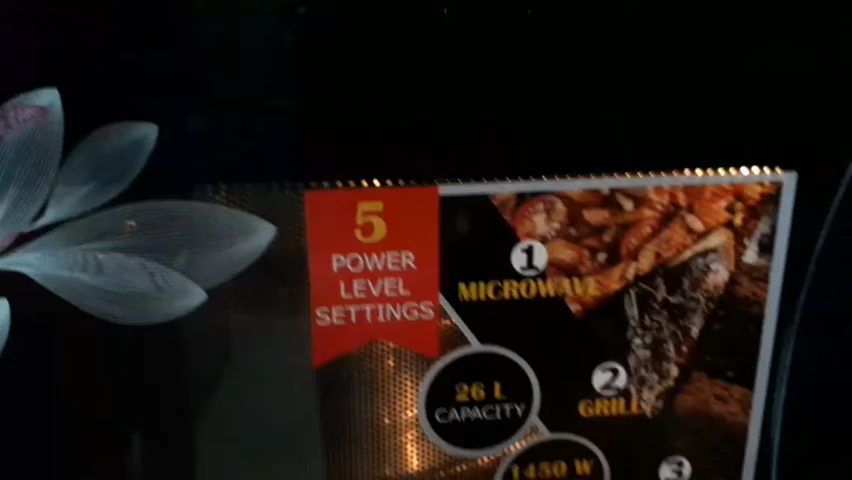 5
POWER
LEVEL
SETTINGS
1
MICROWAVE
26 L
CAPACITY
2
GRILL
1450 W
3